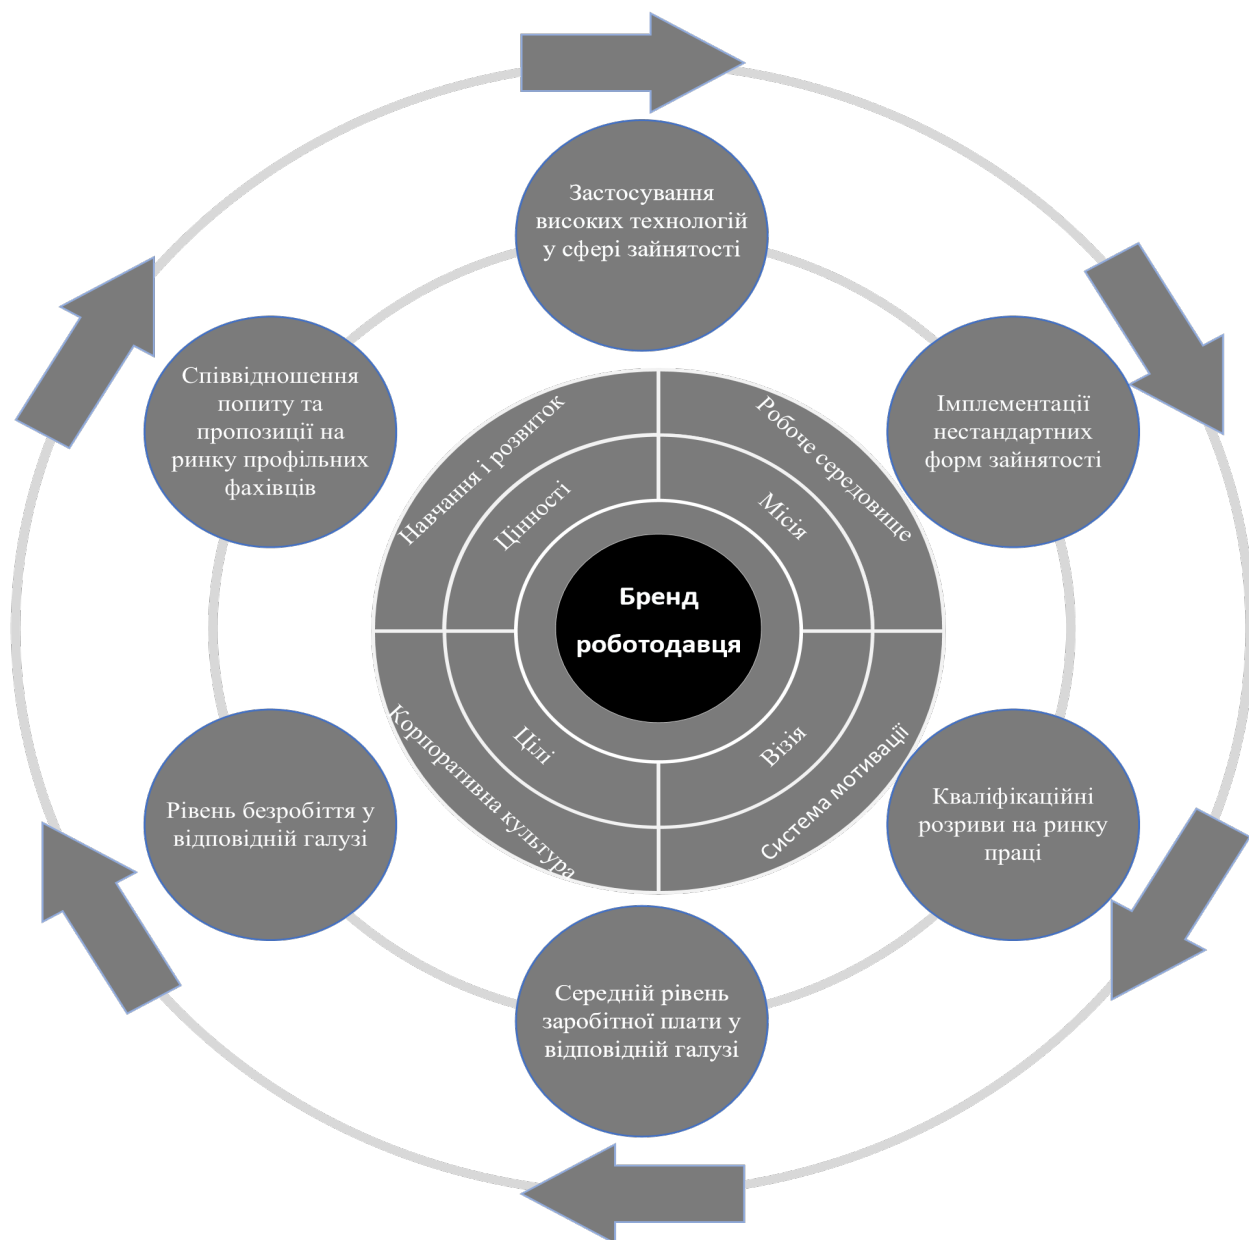 Застосування
високих технологій
у сфері зайнятості
Співвідношення
попиту та
пропозиції на
ринку профільних
фахівців
Імплементації
нестандартних
форм зайнятості
Навчання і розвиток
Робоче середовище
Цінності
Місія
Бренд
роботодавця
Корпоративна культура
Цілі
Візія
Система мотивації
Рівень безробіття у
відповідній галузі
Кваліфікаційні
розриви на ринку
праці
Середній рівень
заробітної плати у
відповідній галузі